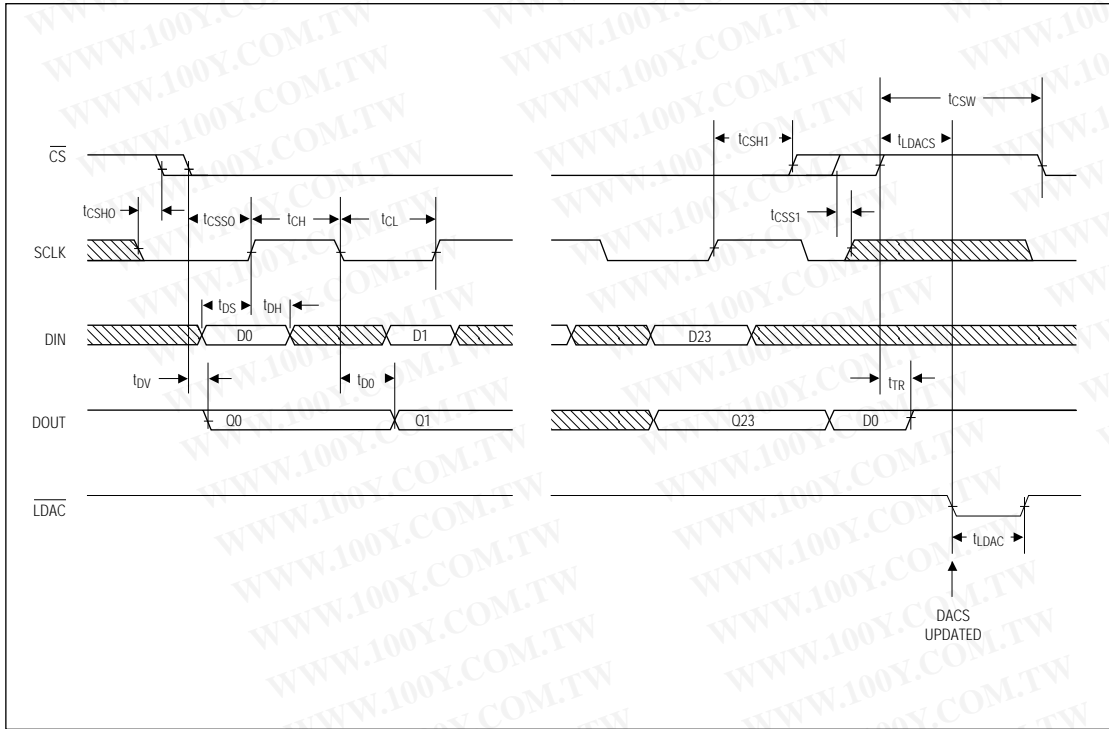 WWW.100Y.COM.TW
tCSW
tCSH1
tLDACS
CS
tCSHO
tCSSO
tCH
tCL
tCSS1
SCLK
tDS
tDH
DIN
D0
D1
D23
tDV
tD0
tTR
DOUT
Q0
Q1
Q23
D0
LDAC
tLDAC
DACS
UPDATED